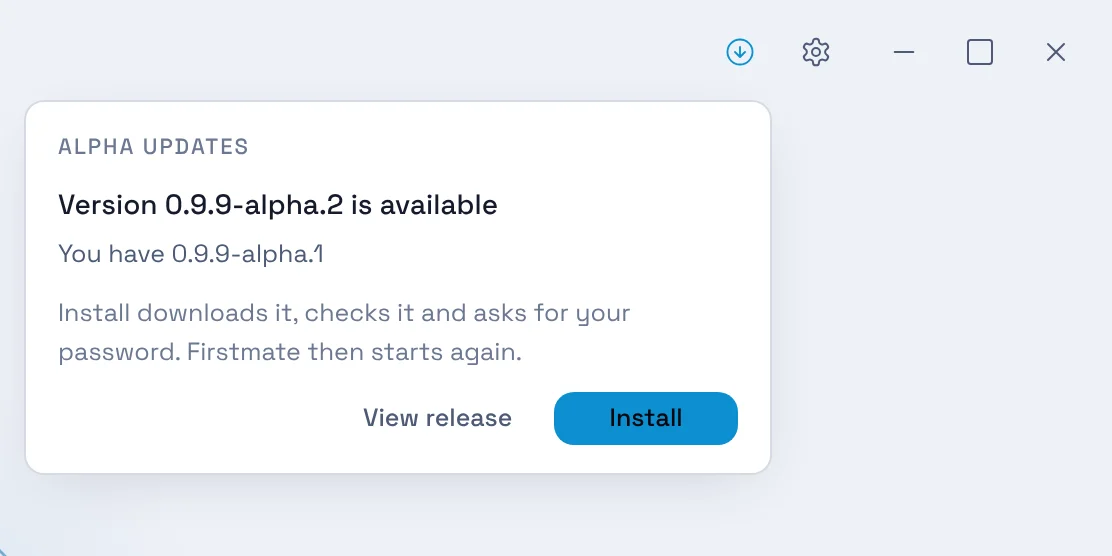 ALPHA UPDATES
Version 0.9.9-alpha.2 is available
You have 0.9.9-alpha.1
Install downloads it, checks it and asks for your
password. Firstmate then starts again.
View release
Install